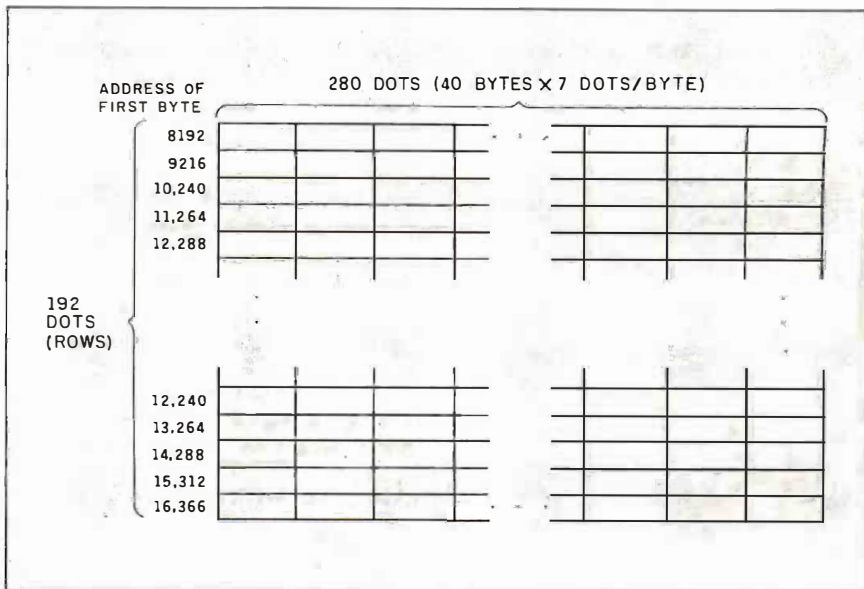 280 DOTS (40 BYTES × 7 DOTS/BYTE)
ADDRESS OF
FIRST BYTE
8192
9216
10,240
11,264
12,288
192
DOTS
(ROWS)
12,240
13,264
14,288
15,312
16,366